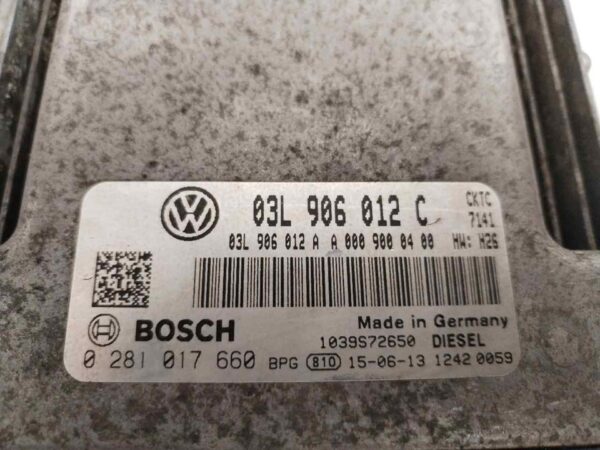 03L 906 012 C CKTC
7141
03L 906 012 A A 000 900 04 00 HW: H26
BOSCH
Made in Germany
1039S72650 DIESEL
0 281 017 660 BPG 810 15-06-13 1242 0059